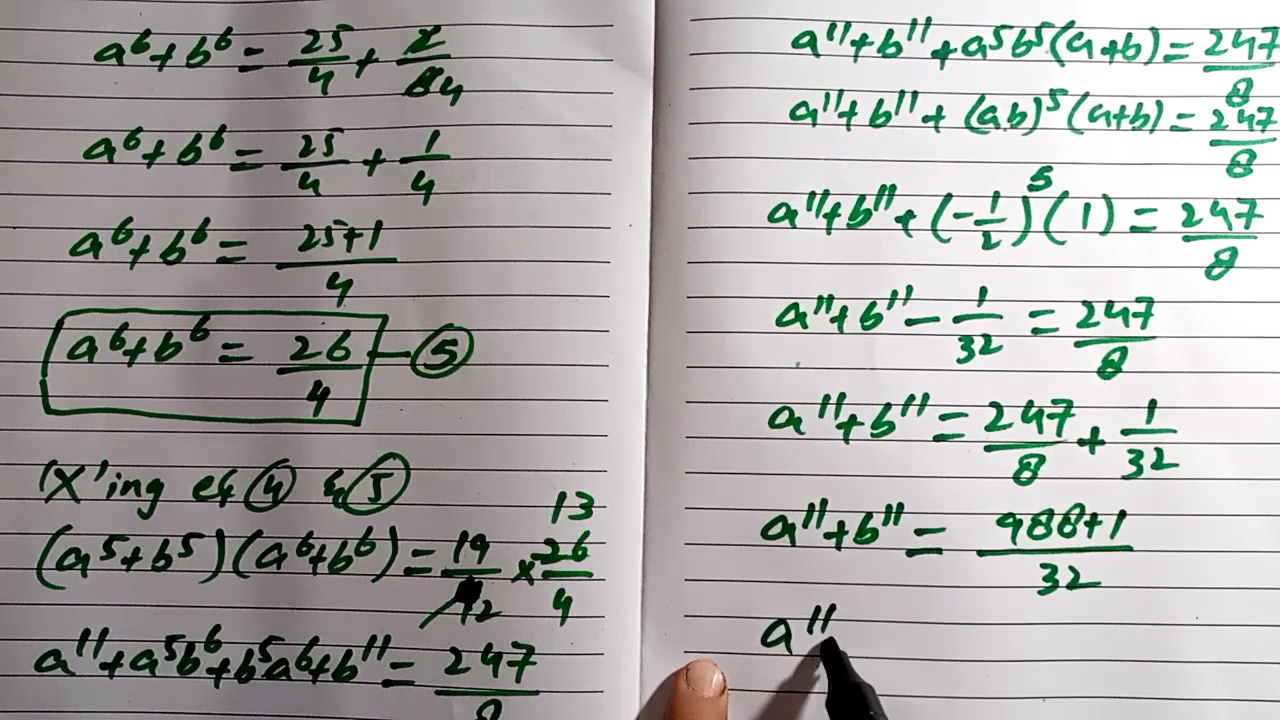 a⁶+b⁶ = 25/4 + 2/84
a⁶+b⁶ = 25/4 + 1/4
a⁶+b⁶ = 25+1/4
a⁶+b⁶ = 26/4 — ⑤
'X'ing eq ④ & ⑤
13
(a⁵+b⁵)(a⁶+b⁶) = 19/2 × 26/4
a¹¹+a⁵b⁶+b⁵a⁶+b¹¹ = 247/8
a¹¹+b¹¹+a⁵b⁵(a+b) = 247/8
a¹¹+b¹¹+(ab)⁵(a+b) = 247/8
a¹¹+b¹¹+(-1/2)⁵(1) = 247/8
a¹¹+b¹¹ - 1/32 = 247/8
a¹¹+b¹¹ = 247/8 + 1/32
a¹¹+b¹¹ = 988+1/32
a¹¹